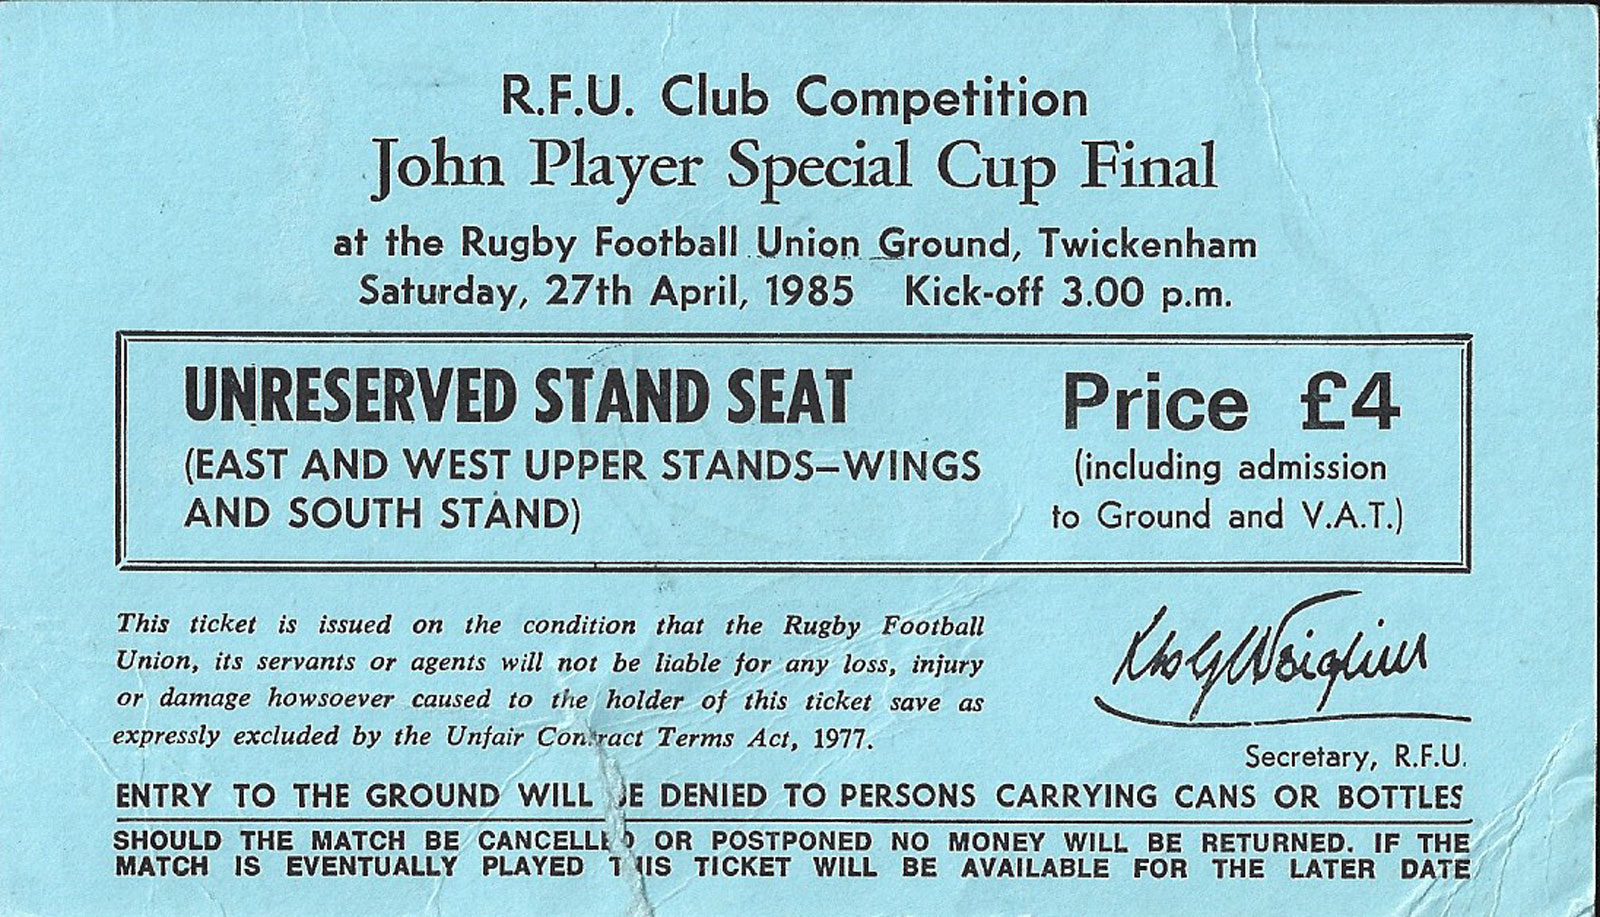 R.F.U. Club Competition
John Player Special Cup Final
at the Rugby Football Union Ground, Twickenham
Saturday, 27th April, 1985 Kick-off 3.00 p.m.
UNRESERVED STAND SEAT
(EAST AND WEST UPPER STANDS–WINGS
AND SOUTH STAND)
Price £4
(including admission
to Ground and V.A.T.)
This ticket is issued on the condition that the Rugby Football
Union, its servants or agents will not be liable for any loss, injury
or damage howsoever caused to the holder of this ticket save as
expressly excluded by the Unfair Contract Terms Act, 1977.
Secretary, R.F.U.
ENTRY TO THE GROUND WILL BE DENIED TO PERSONS CARRYING CANS OR BOTTLES
SHOULD THE MATCH BE CANCELLED OR POSTPONED NO MONEY WILL BE RETURNED. IF THE
MATCH IS EVENTUALLY PLAYED THIS TICKET WILL BE AVAILABLE FOR THE LATER DATE